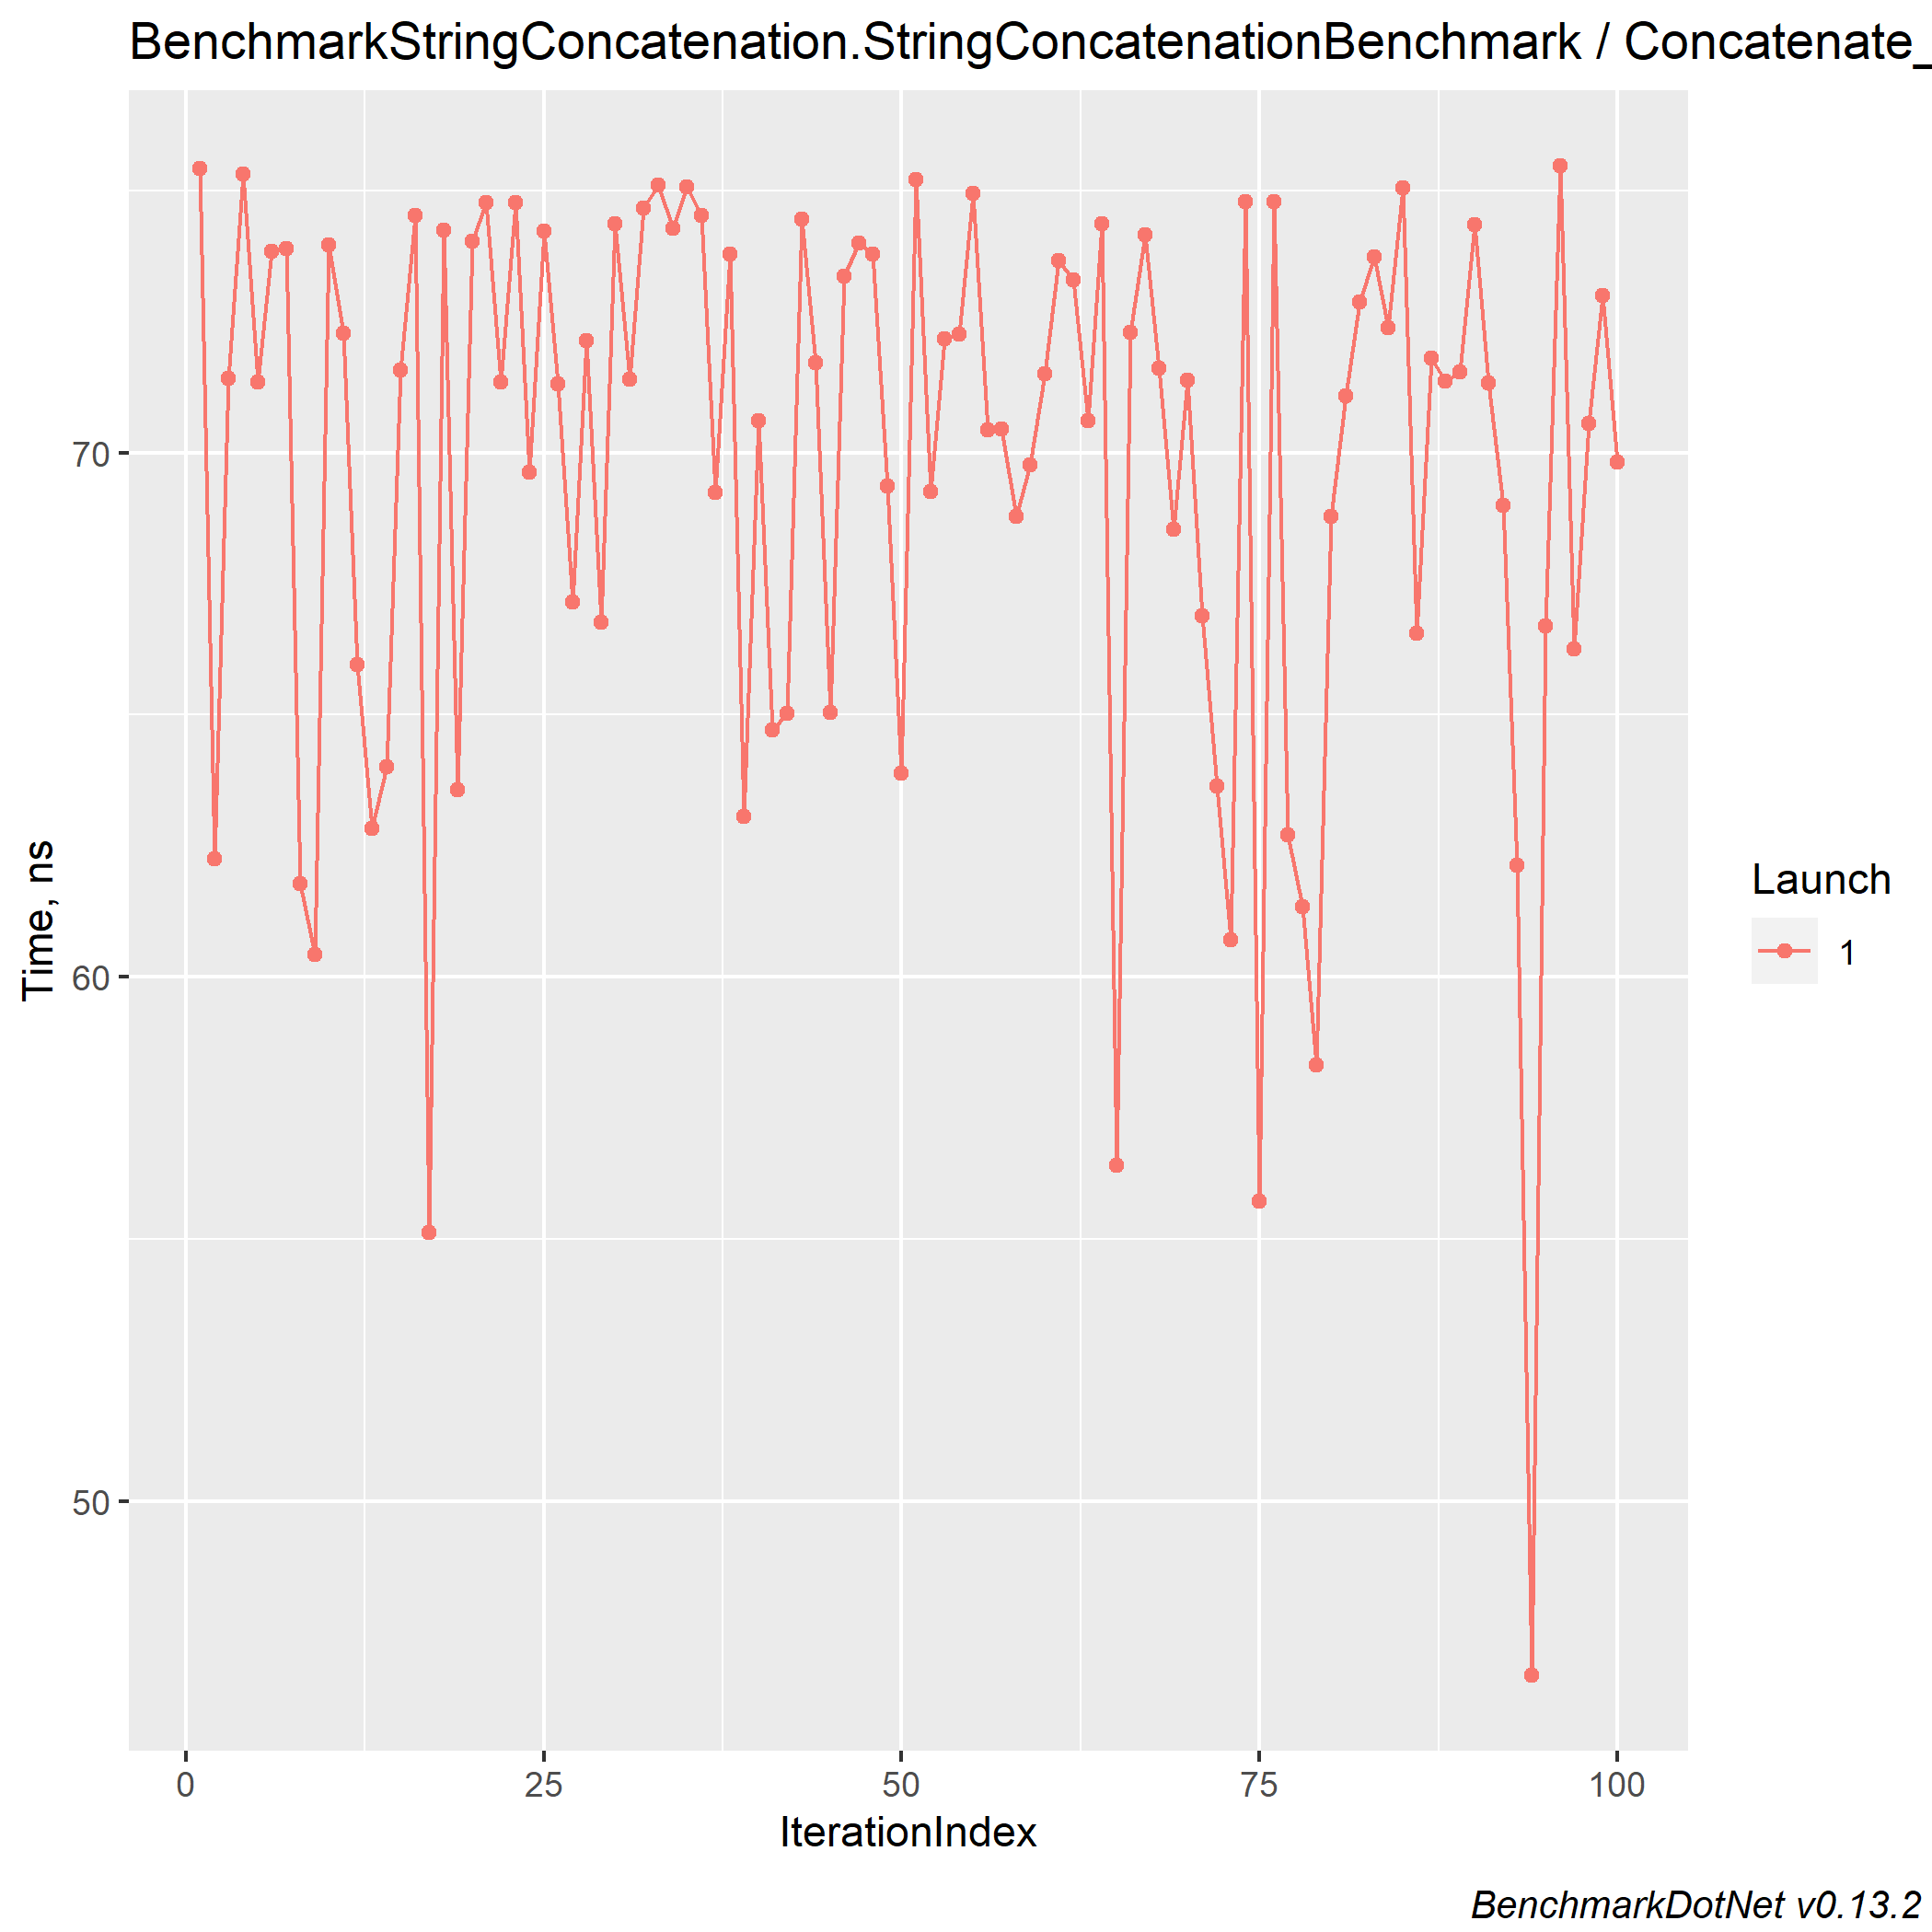 BenchmarkStringConcatenation.StringConcatenationBenchmark / Concatenate_
70
60
50
Time, ns
0 25 50 75 100
IterationIndex
Launch
1
BenchmarkDotNet v0.13.2